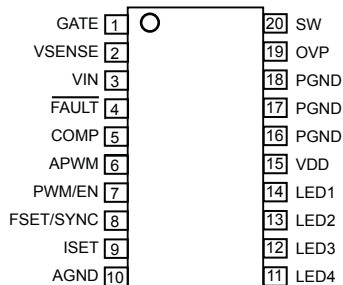 GATE 1 20 SW
VSENSE 2 19 OVP
VIN 3 18 PGND
FAULT 4 17 PGND
COMP 5 16 PGND
APWM 6 15 VDD
PWM/EN 7 14 LED1
FSET/SYNC 8 13 LED2
ISET 9 12 LED3
AGND 10 11 LED4